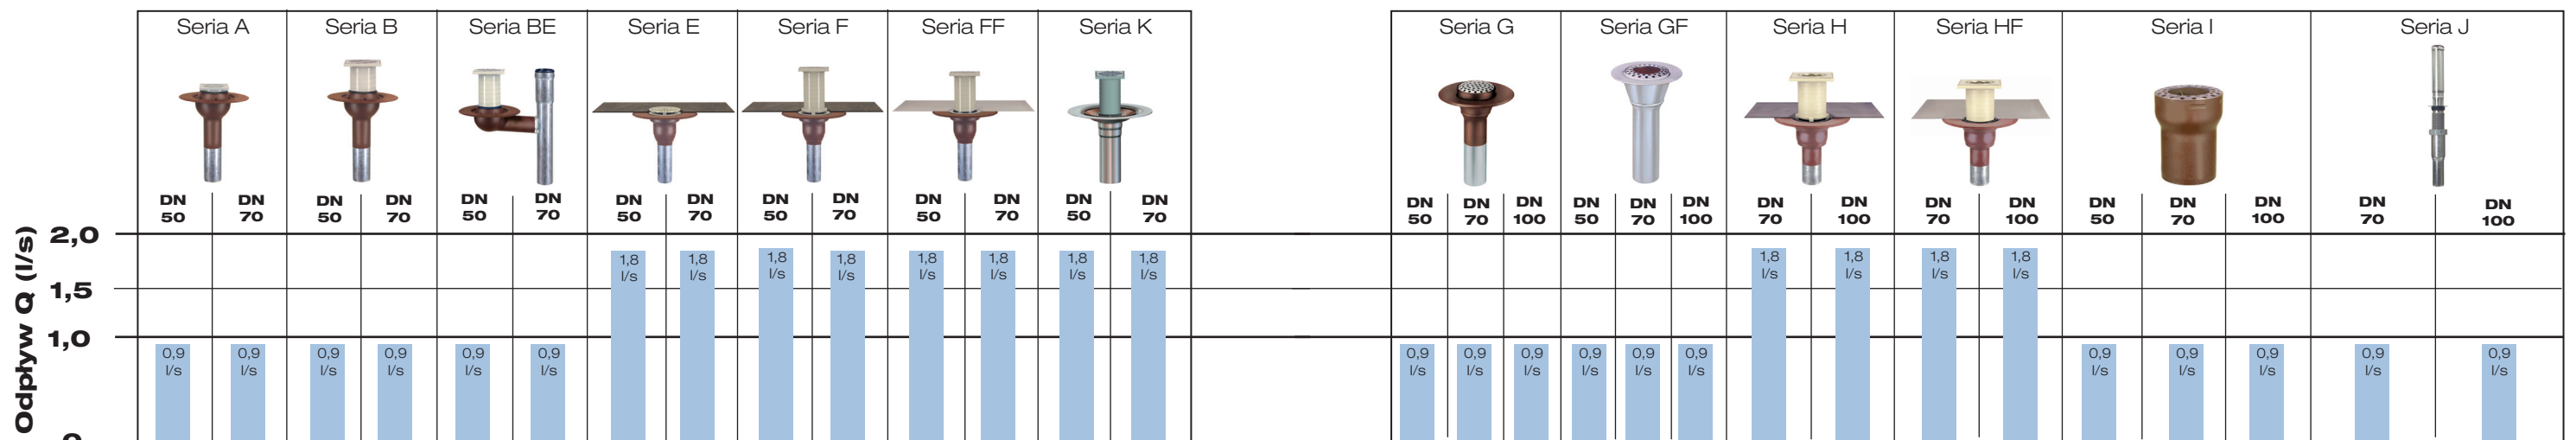 Seria A Seria B Seria BE Seria E Seria F Seria FF Seria K Seria G Seria GF Seria H Seria HF Seria I Seria J
DN DN DN DN DN DN DN DN DN DN DN DN DN DN DN DN DN DN DN DN DN DN DN DN DN DN DN DN DN
50 70 50 70 50 70 50 70 50 70 50 70 50 70 50 70 100 50 70 100 70 100 70 100 50 70 100 70 100
Odpływ Q (l/s)
2,0
1,8 1,8 1,8 1,8 1,8 1,8 1,8 1,8 1,8 1,8 1,8 1,8
l/s l/s l/s l/s l/s l/s l/s l/s l/s l/s l/s l/s
1,5
1,0
0,9 0,9 0,9 0,9 0,9 0,9 0,9 0,9 0,9 0,9 0,9 0,9 0,9 0,9 0,9 0,9 0,9
l/s l/s l/s l/s l/s l/s l/s l/s l/s l/s l/s l/s l/s l/s l/s l/s l/s